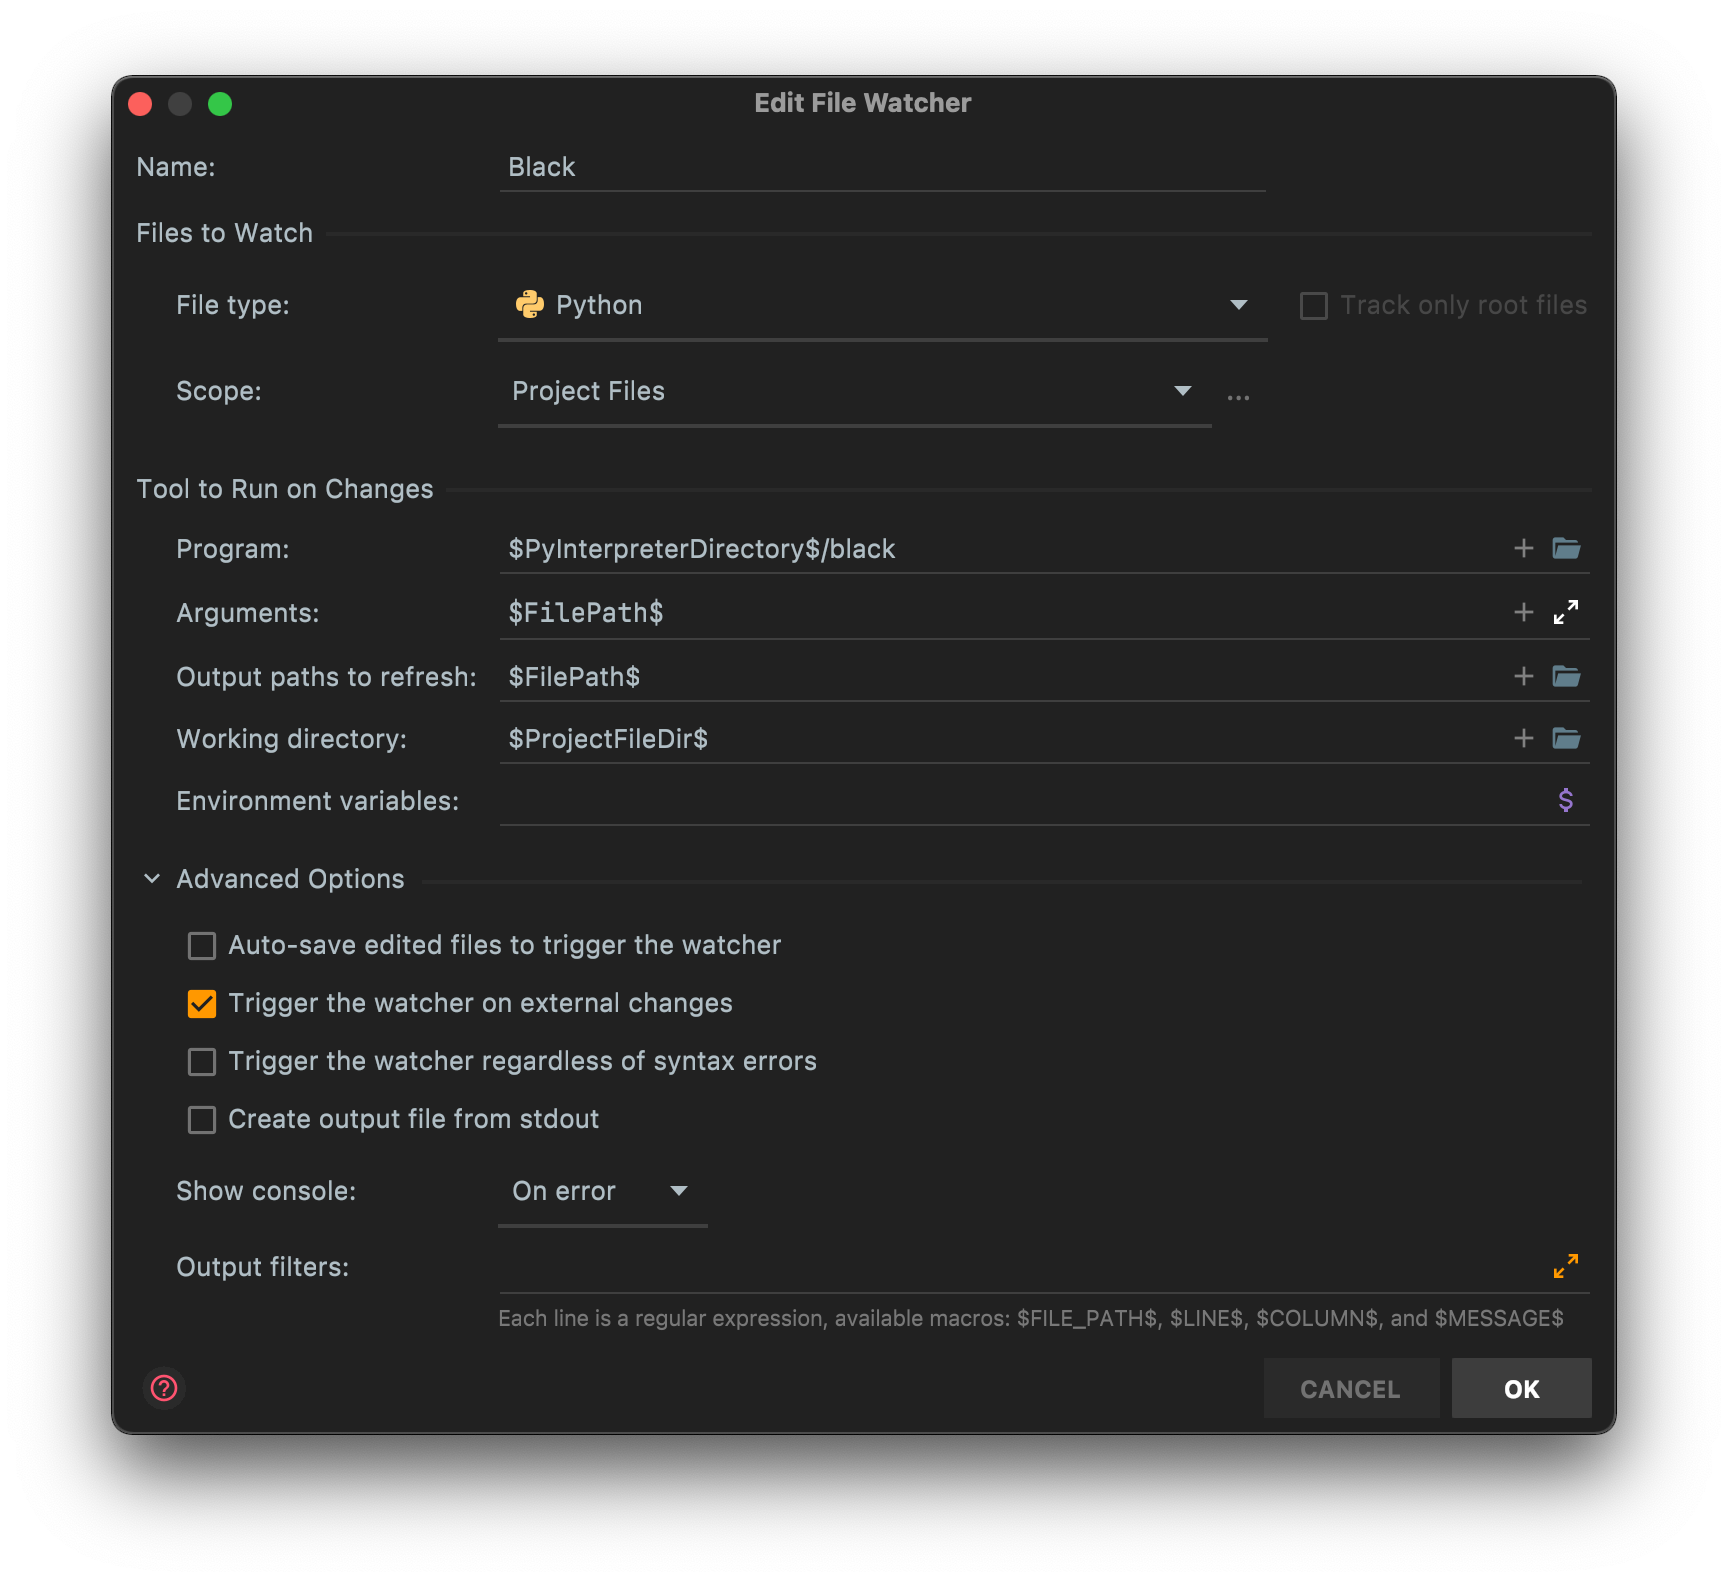 Edit File Watcher
Name: Black
Files to Watch
File type: Python Track only root files
Scope: Project Files ...
Tool to Run on Changes
Program: $PyInterpreterDirectory$/black
Arguments: $FilePath$
Output paths to refresh: $FilePath$
Working directory: $ProjectFileDir$
Environment variables: $
Advanced Options
Auto-save edited files to trigger the watcher
Trigger the watcher on external changes
Trigger the watcher regardless of syntax errors
Create output file from stdout
Show console: On error
Output filters:
Each line is a regular expression, available macros: $FILE_PATH$, $LINE$, $COLUMN$, and $MESSAGE$
? CANCEL OK